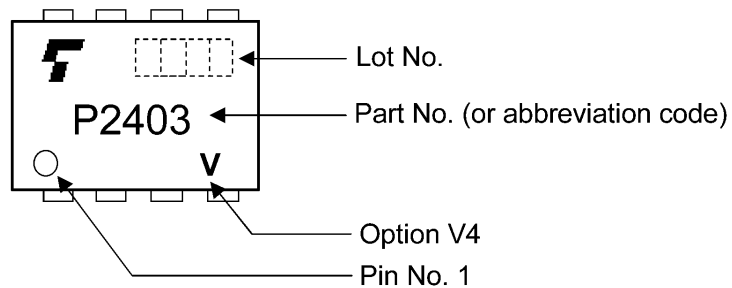 Lot No.
P2403
Part No. (or abbreviation code)
V
Option V4
Pin No. 1